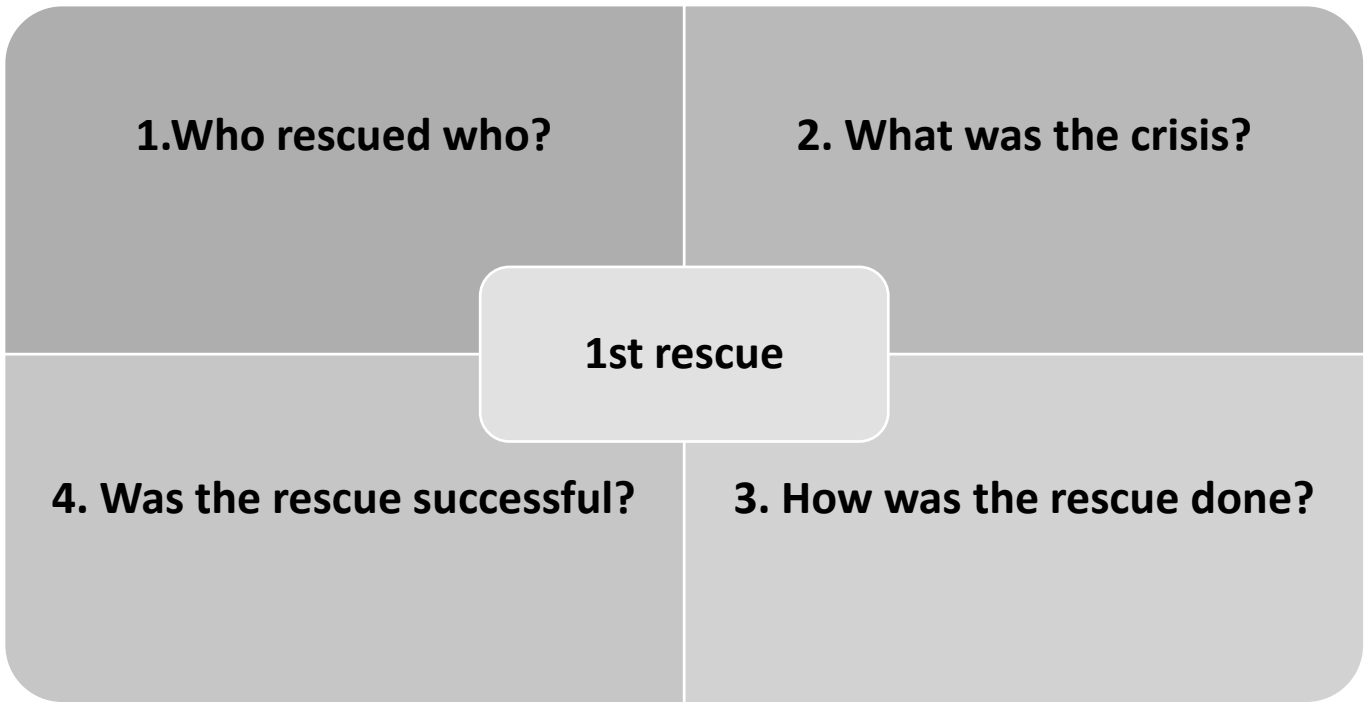 1.Who rescued who?
2. What was the crisis?
1st rescue
4. Was the rescue successful?
3. How was the rescue done?